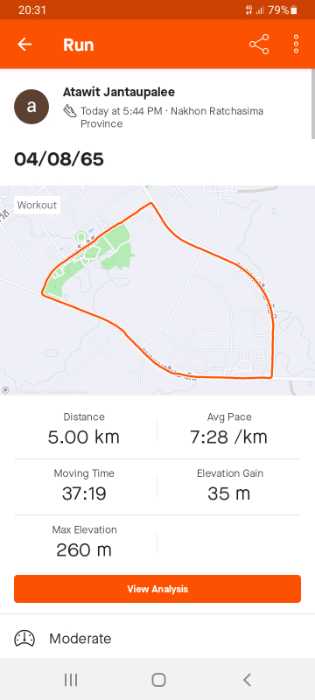 20:31
79%
Run
a
Atawit Jantaupalee
Today at 5:44 PM · Nakhon Ratchasima
Province
04/08/65
Workout
Distance
Avg Pace
5.00 km
7:28 /km
Moving Time
Elevation Gain
37:19
35 m
Max Elevation
260 m
View Analysis
Moderate